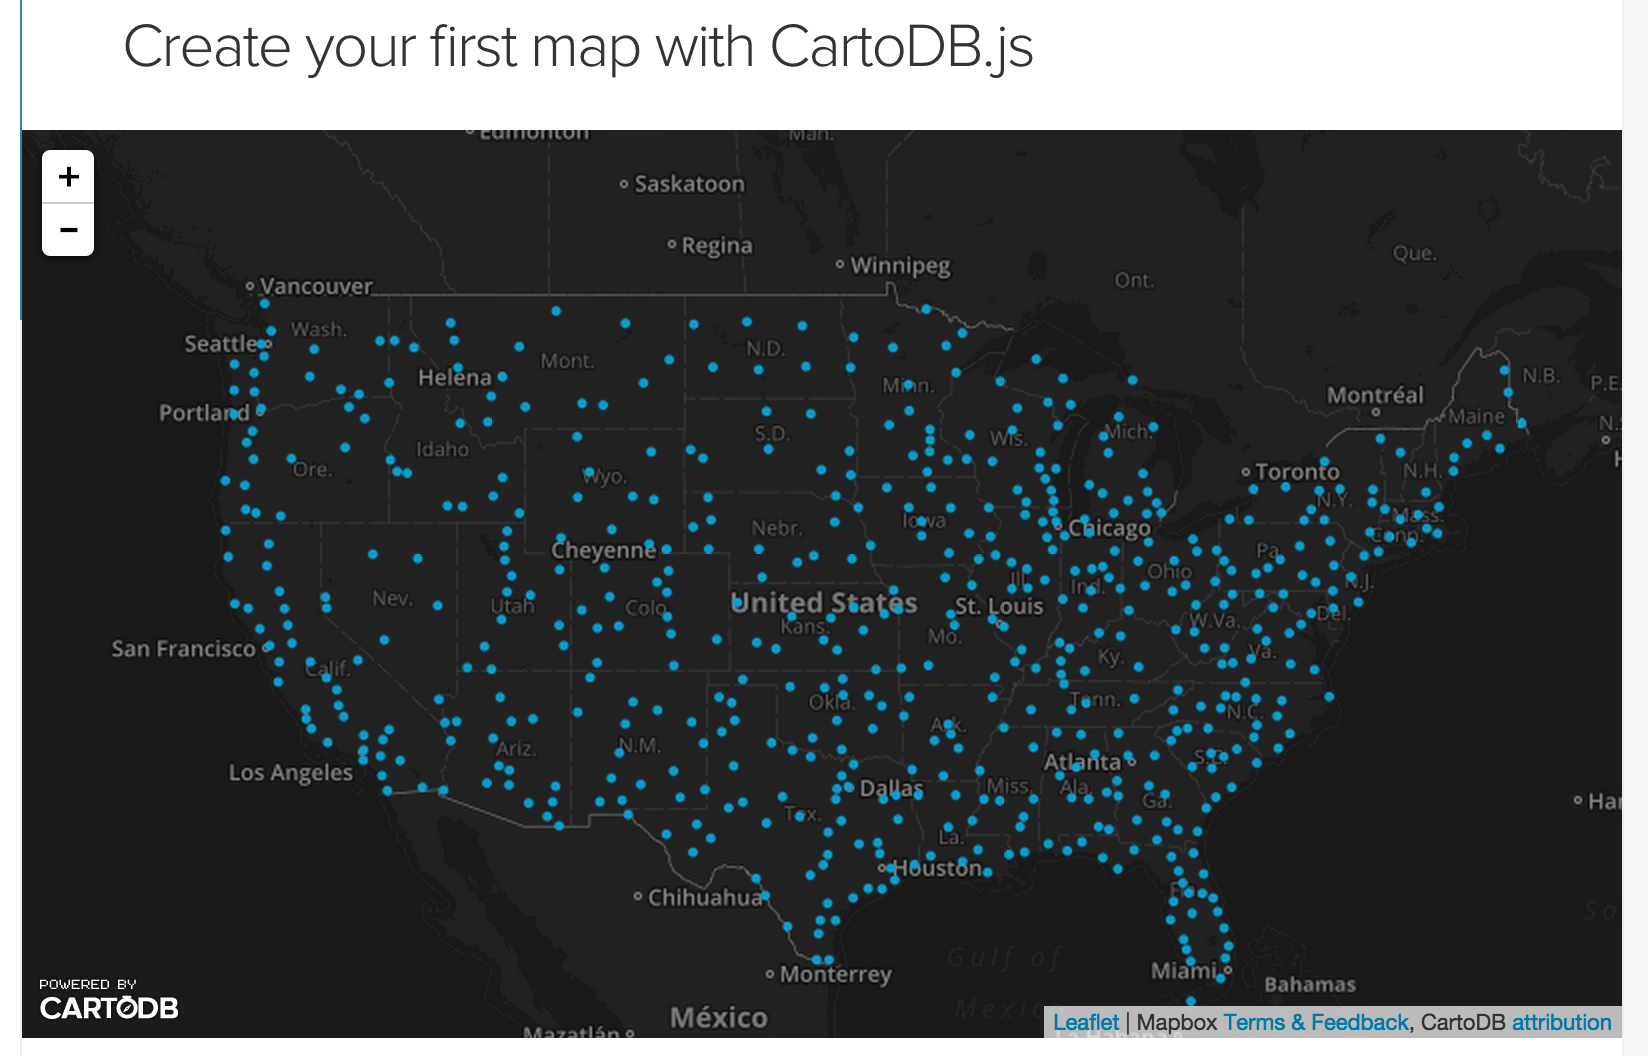 Create your first map with CartoDB.js
Edmonton
Man.
+
Saskatoon
−
Regina
Que.
Winnipeg
Ont.
Vancouver
Wash.
Seattle
N.D.
Mont.
Helena
Minn.
N.B.
P.E.
Montréal
Portland
Maine
S.D.
Wis.
Mich.
Idaho
Ore.
Toronto
N.H.
Wyo.
N.Y.
Iowa
Mass.
Nebr.
Chicago
Conn.
Cheyenne
Pa.
Ohio
Ill.
Ind.
N.J.
Nev.
Utah
Colo.
United States
St. Louis
Del.
Kans.
W.Va.
Mo.
San Francisco
Va.
Ky.
Calif.
Tenn.
Okla.
N.C.
Ark.
Ariz.
N.M.
Atlanta
S.C.
Los Angeles
Dallas
Miss.
Ala.
Ga.
Tex.
La.
Houston
Chihuahua
Gulf of
Miami
Monterrey
Bahamas
POWERED BY
CARTODB
Mexico
México
Leaflet | Mapbox Terms & Feedback, CartoDB attribution
Mazatlán
La Habana